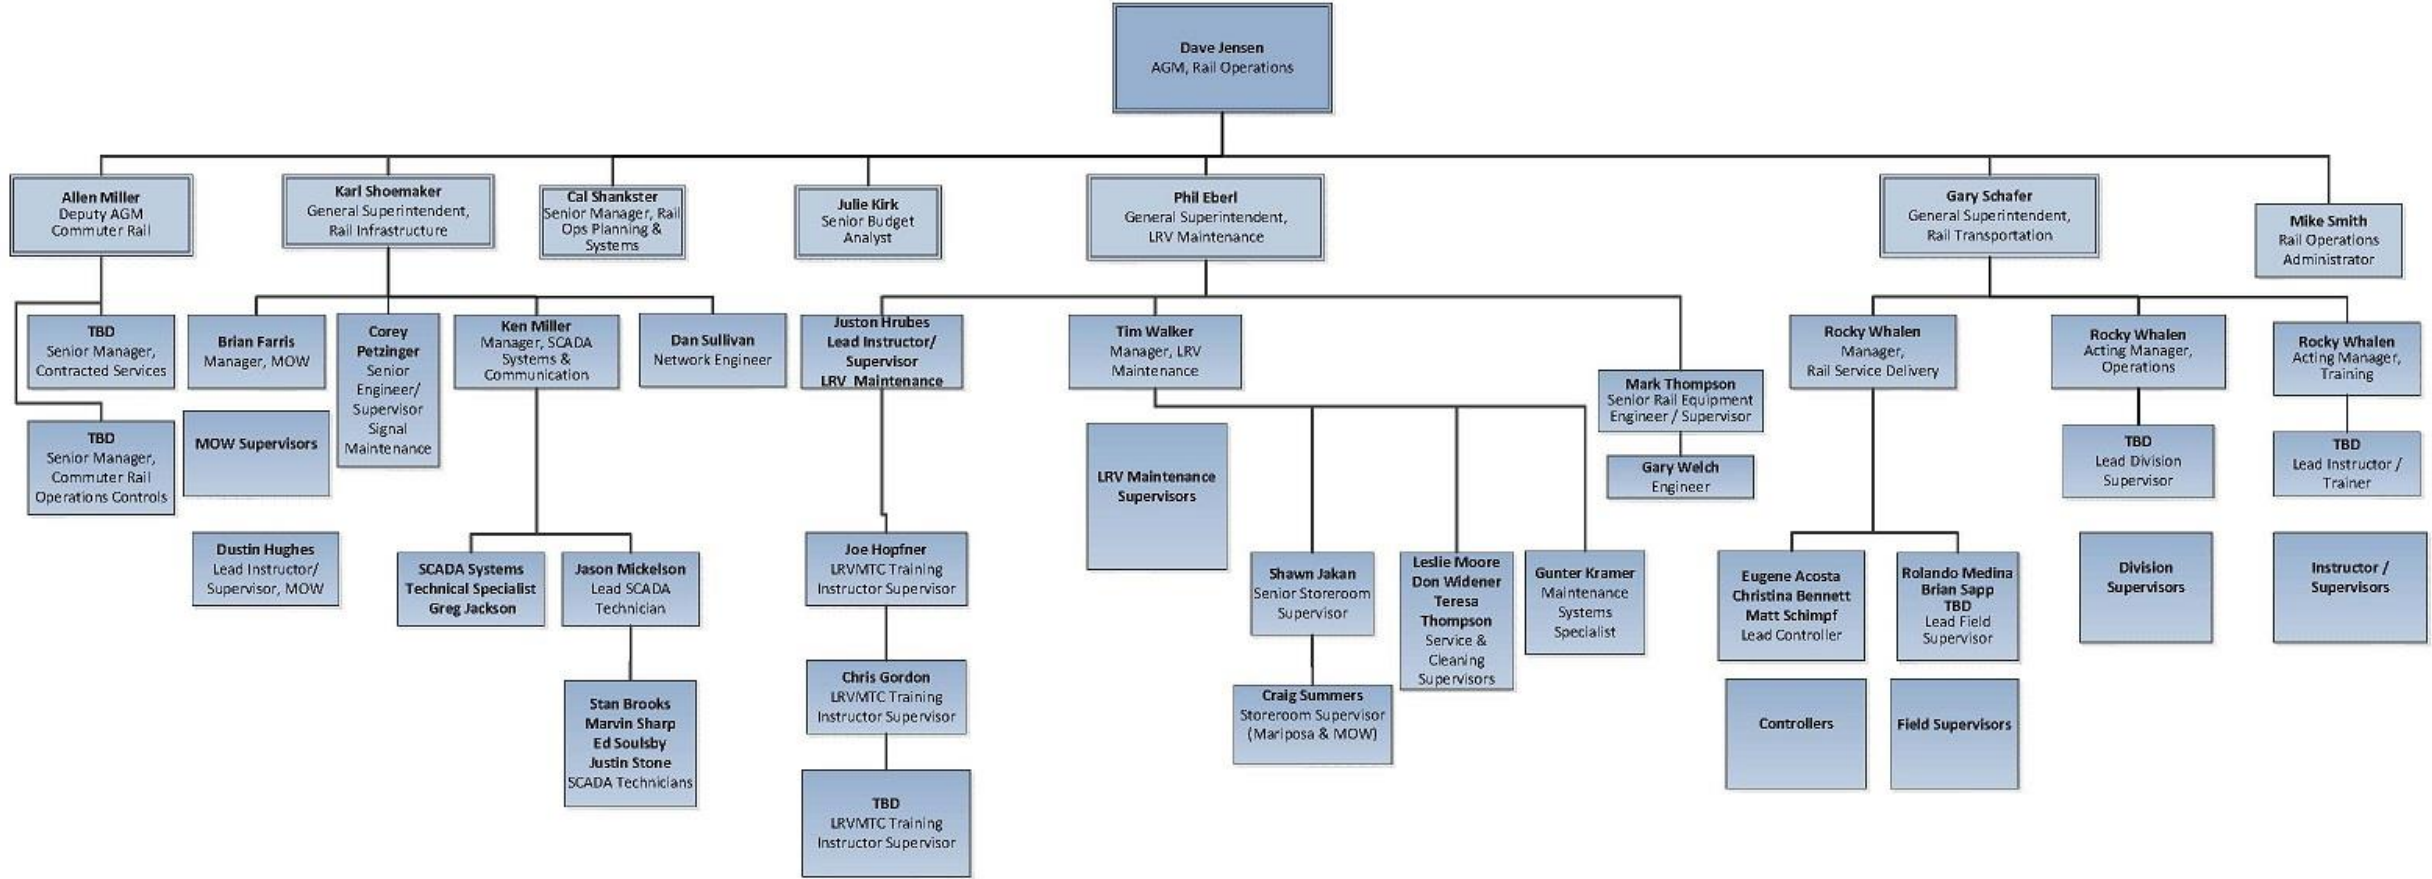 Dave Jensen
AGM, Rail Operations
Allen Miller
Deputy AGM
Commuter Rail
Karl Shoemaker
General Superintendent,
Rail Infrastructure
Cal Shankster
Senior Manager, Rail
Ops Planning &
Systems
Julie Kirk
Senior Budget
Analyst
Phil Eberl
General Superintendent,
LRV Maintenance
Gary Schafer
General Superintendent,
Rail Transportation
Mike Smith
Rail Operations
Administrator
TBD
Senior Manager,
Contracted Services
TBD
Senior Manager,
Commuter Rail
Operations Controls
Brian Farris
Manager, MOW
MOW Supervisors
Dustin Hughes
Lead Instructor/
Supervisor, MOW
Corey
Petzinger
Senior
Engineer/
Supervisor
Signal
Maintenance
Ken Miller
Manager, SCADA
Systems &
Communication
Dan Sullivan
Network Engineer
SCADA Systems
Technical Specialist
Greg Jackson
Jason Mickelson
Lead SCADA
Technician
Stan Brooks
Marvin Sharp
Ed Soulsby
Justin Stone
SCADA Technicians
Juston Hrubes
Lead Instructor/
Supervisor
LRV Maintenance
Joe Hopfner
LRVMTC Training
Instructor Supervisor
Chris Gordon
LRVMTC Training
Instructor Supervisor
TBD
LRVMTC Training
Instructor Supervisor
Tim Walker
Manager, LRV
Maintenance
LRV Maintenance
Supervisors
Shawn Jakan
Senior Storeroom
Supervisor
Craig Summers
Storeroom Supervisor
(Mariposa & MOW)
Leslie Moore
Don Widener
Teresa
Thompson
Service &
Cleaning
Supervisors
Gunter Kramer
Maintenance
Systems
Specialist
Mark Thompson
Senior Rail Equipment
Engineer / Supervisor
Gary Welch
Engineer
Rocky Whalen
Manager,
Rail Service Delivery
Eugene Acosta
Christina Bennett
Matt Schimpf
Lead Controller
Controllers
Rolando Medina
Brian Sapp
TBD
Lead Field
Supervisor
Field Supervisors
Rocky Whalen
Acting Manager,
Operations
TBD
Lead Division
Supervisor
Division
Supervisors
Rocky Whalen
Acting Manager,
Training
TBD
Lead Instructor /
Trainer
Instructor /
Supervisors